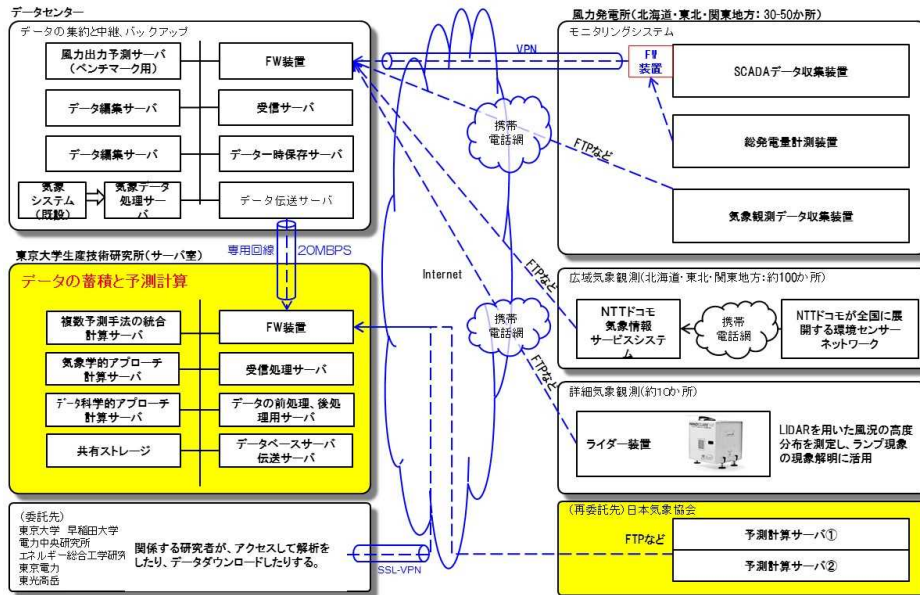 データセンター
データの集約と中継、バックアップ
風力出力予測サーバ
(ベンチマーク用)
FW装置
データ編集サーバ
受信サーバ
データ編集サーバ
データ一時保存サーバ
気象
システム
(既設)
気象データ
処理サー
バ
データ伝送サーバ
専用回線
20MBPS
東京大学生産技術研究所(サーバ室)
データの蓄積と予測計算
複数予測手法の統合
計算サーバ
FW装置
気象学的アプローチ
計算サーバ
受信処理サーバ
データ科学的アプローチ
計算サーバ
データの前処理、後処
理用サーバ
共有ストレージ
データベースサーバ
伝送サーバ
(委託先)
東京大学 早稲田大学
電力中央研究所
エネルギー総合工学研究
東京電力
東光高岳
関係する研究者が、アクセスして解析を
したり、データダウンロードしたりする。
SSL-VPN
VPN
携帯
電話網
FTPなど
Internet
FTPなど
携帯
電話網
FTPなど
風力発電所(北海道・東北・関東地方: 30-50か所)
モニタリングシステム
FW
装置
SCADAデータ収集装置
総発電量計測装置
気象観測データ収集装置
広域気象観測(北海道・東北・関東地方:約100か所)
NTTドコモ
気象情報
サービスシステ
ム
携帯
電話網
NTTドコモが全国に展
開する環境センサー
ネットワーク
詳細気象観測(約10か所)
ライダー装置
LIDARを用いた風況の高度
分布を測定し、ランプ現象
の現象解明に活用
(再委託先)日本気象協会
FTPなど
予測計算サーバ①
予測計算サーバ②